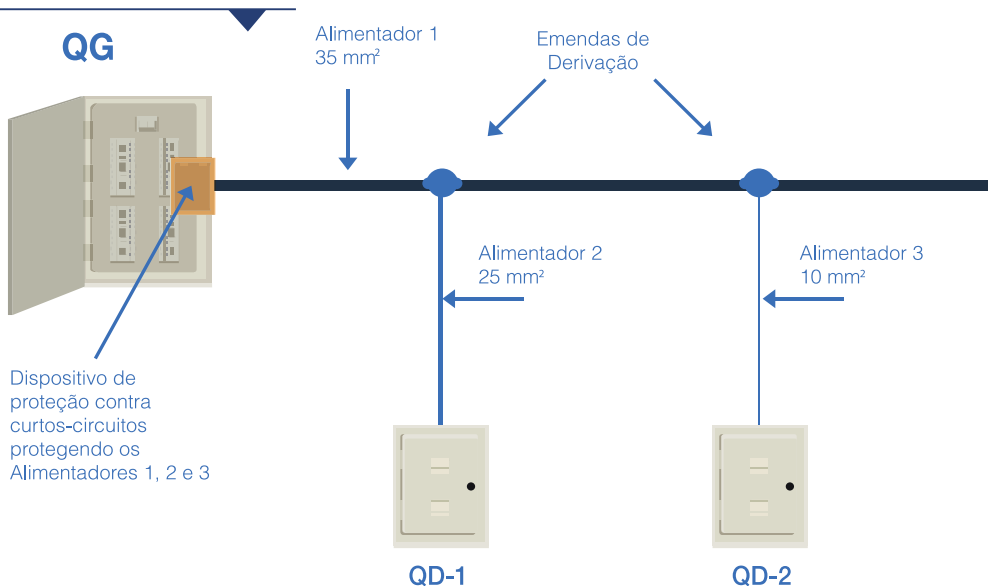 QG
Alimentador 1
35 mm²
Emendas de
Derivação
Alimentador 2
25 mm²
Alimentador 3
10 mm²
Dispositivo de
proteção contra
curtos-circuitos
protegendo os
Alimentadores 1, 2 e 3
QD-1
QD-2